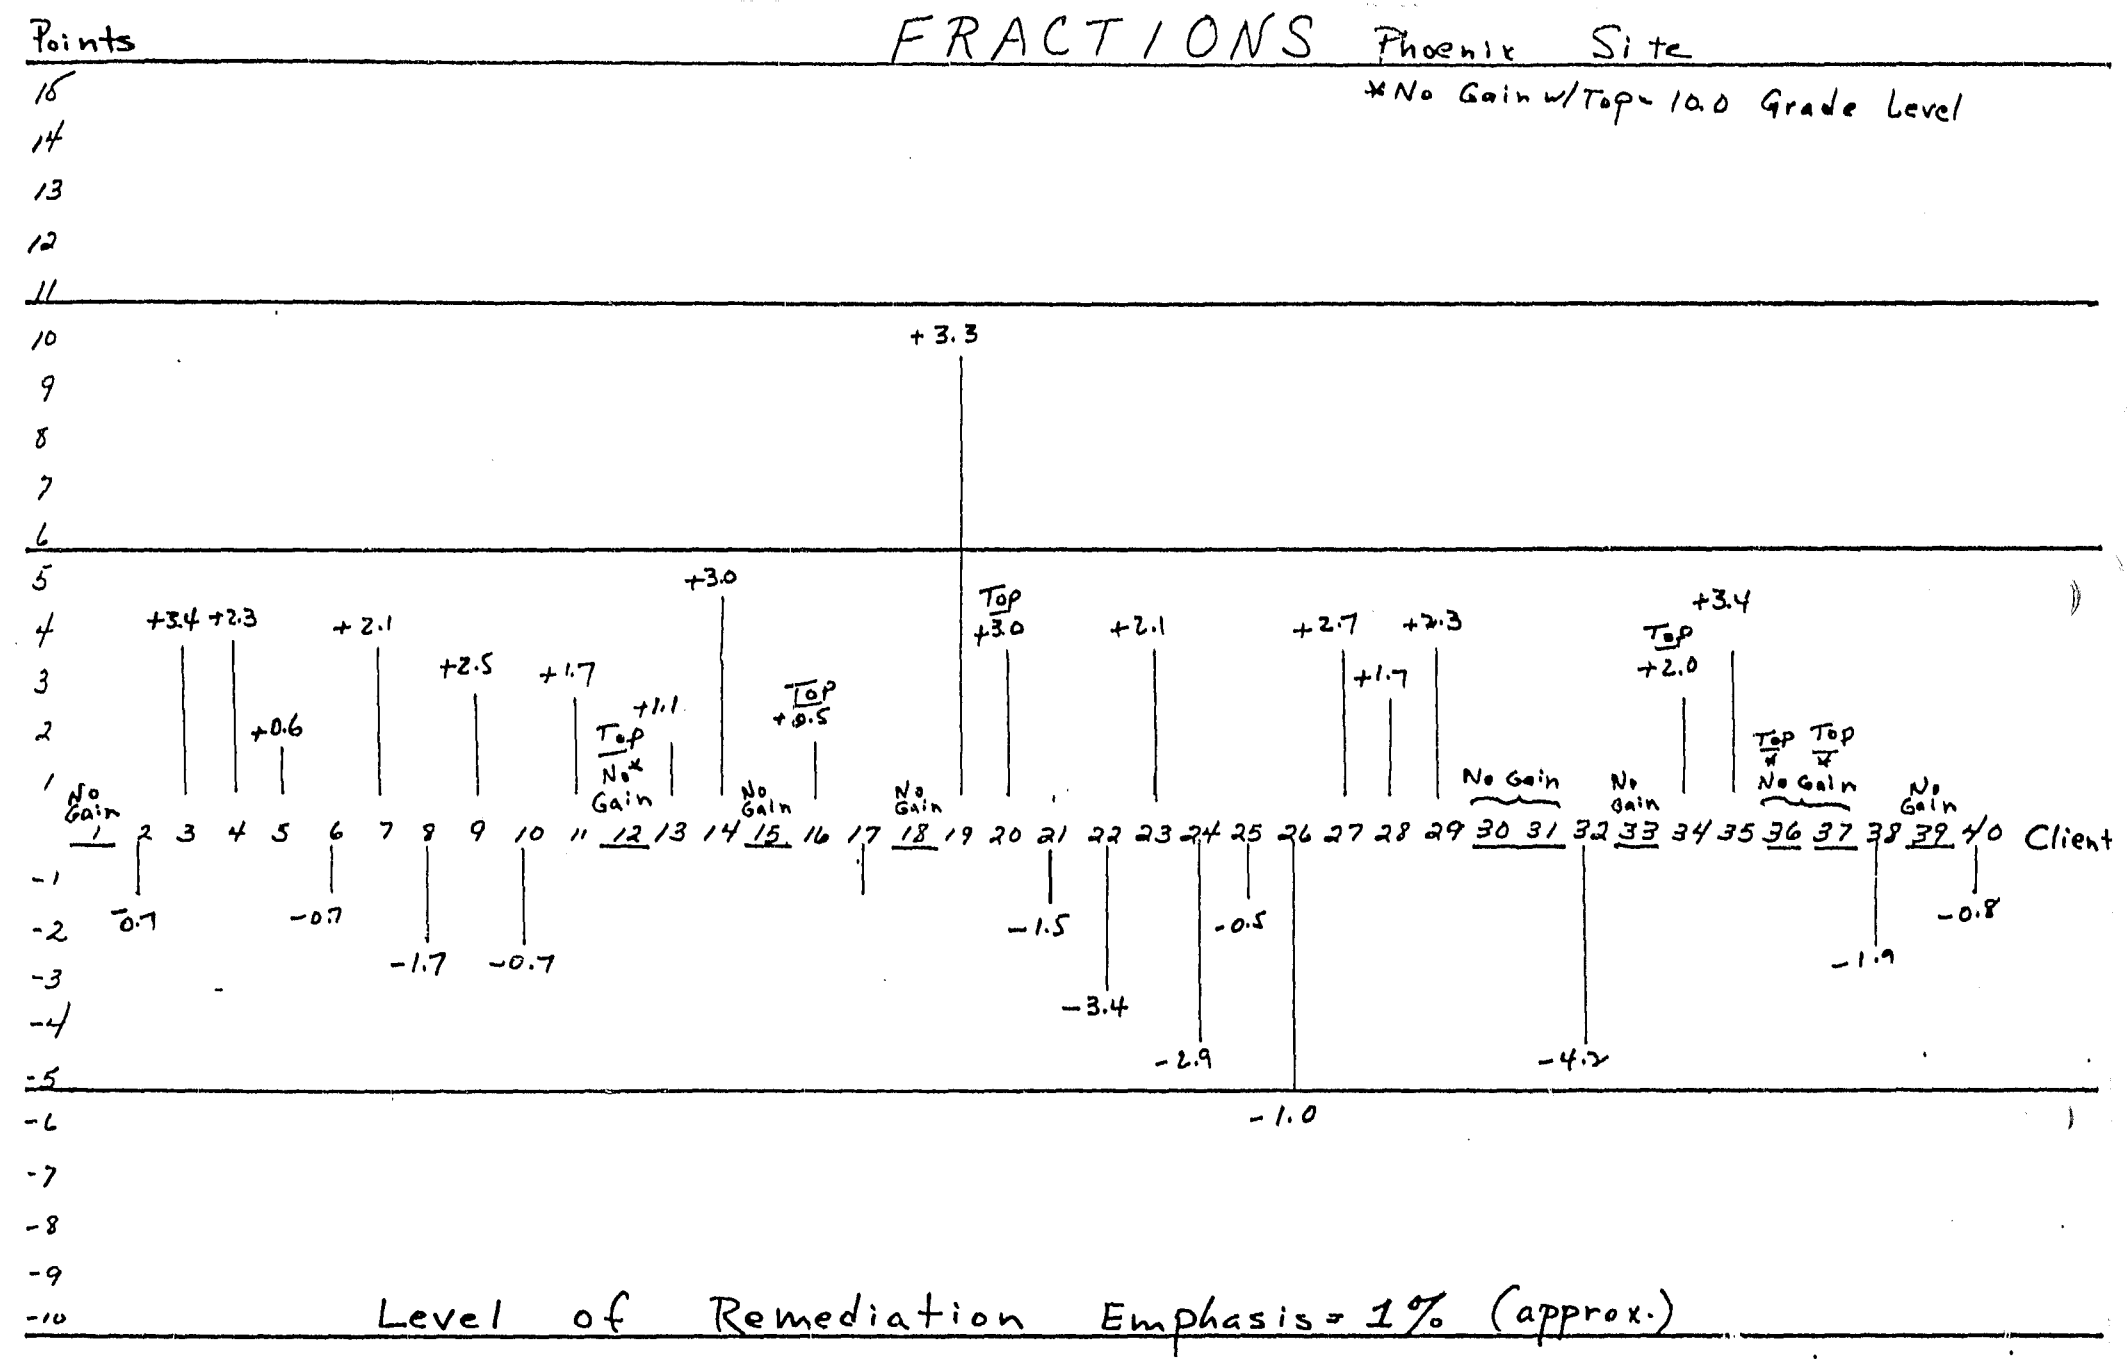 Points FRACTIONS Phoenix Site
*No Gain w/Top- 10.0 Grade Level
15
14
13
12
11
10 +3.3
9
8
7
6
5 +3.0 Top +3.4
4 +3.4 +2.3 +2.1 +3.0 +2.1 +2.7 +2.3 Top
3 +2.5 +1.7 Top +1.7 +2.0
2 +0.6 Top +1.1 +0.5 Top Top
1 No* * *
No Gain Gain No Gain No Gain No Gain No Gain No Gain No Gain
1 2 3 4 5 6 7 8 9 10 11 12 13 14 15 16 17 18 19 20 21 22 23 24 25 26 27 28 29 30 31 32 33 34 35 36 37 38 39 40 Client
-1
-2 -0.7 -0.7 -1.5 -0.5 -0.8
-3 -1.7 -0.7 -1.9
-4 -3.4
-5 -2.9 -4.2
-6 -1.0
-7
-8
-9
-10 Level of Remediation Emphasis = 1% (approx.)